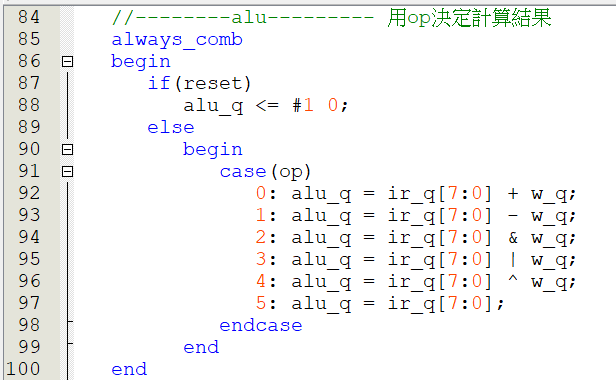 84 //--------alu--------- 用op決定計算結果
85 always_comb
86 begin
87 if(reset)
88 alu_q <= #1 0;
89 else
90 begin
91 case(op)
92 0: alu_q = ir_q[7:0] + w_q;
93 1: alu_q = ir_q[7:0] - w_q;
94 2: alu_q = ir_q[7:0] & w_q;
95 3: alu_q = ir_q[7:0] | w_q;
96 4: alu_q = ir_q[7:0] ^ w_q;
97 5: alu_q = ir_q[7:0];
98 endcase
99 end
100 end